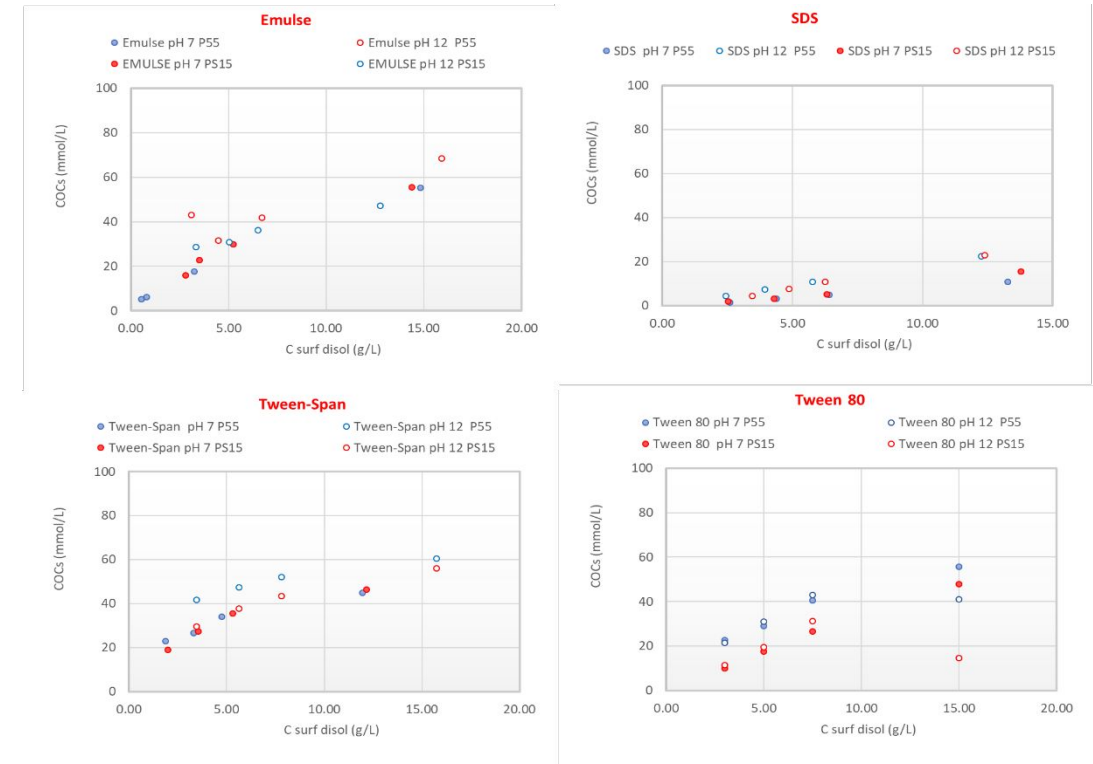 Emulse
Emulse pH 7 P55
Emulse pH 12  P55
EMULSE pH 7 PS15
EMULSE pH 12 PS15
100
80
60
40
20
0
COCs (mmol/L)
0.00 5.00 10.00 15.00 20.00
C surf disol (g/L)
SDS
SDS  pH 7 P55 SDS  pH 12  P55 SDS pH 7 PS15 SDS pH 12 PS15
100
80
60
40
20
0
COCs (mmol/L)
0.00 5.00 10.00 15.00
C surf disol (g/L)
Tween-Span
Tween-Span  pH 7 P55
Tween-Span pH 12  P55
Tween-Span pH 7 PS15
Tween-Span pH 12 PS15
100
80
60
40
20
0
COCs (mmol/L)
0.00 5.00 10.00 15.00 20.00
C surf disol (g/L)
Tween 80
Tween 80 pH 7 P55
Tween 80 pH 12 P55
Tween 80  pH 7 PS15
Tween 80 pH 12 PS15
100
80
60
40
20
0
COCs (mmol/L)
0.00 5.00 10.00 15.00 20.00
C surf disol (g/L)